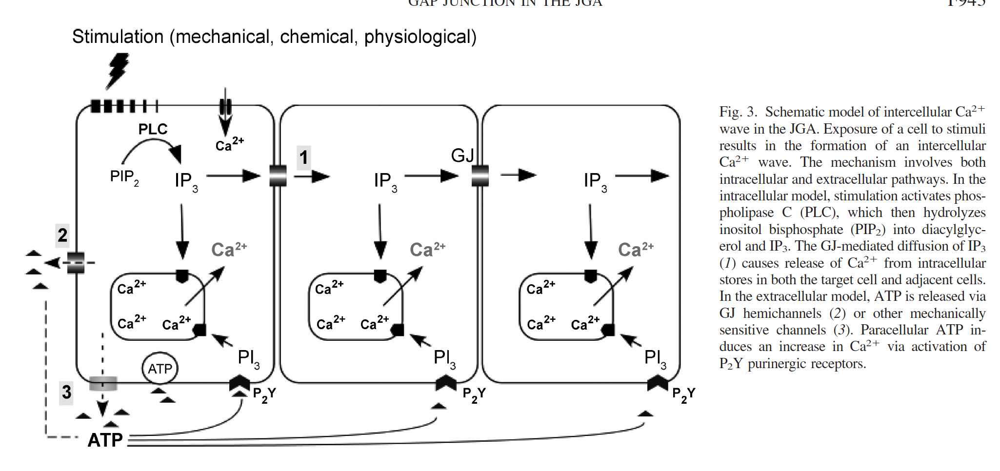 GAP JUNCTION IN THE JGA
F945
Stimulation (mechanical, chemical, physiological)
PLC
Ca2+
PIP2
IP3
1
IP3
GJ
IP3
2
Ca2+
Ca2+
Ca2+
Ca2+
Ca2+
Ca2+
Ca2+
Ca2+
Ca2+
Ca2+
Ca2+
Ca2+
Ca2+
PI3
PI3
PI3
ATP
3
P2Y
P2Y
P2Y
ATP
Fig. 3. Schematic model of intercellular Ca2+
wave in the JGA. Exposure of a cell to stimuli
results in the formation of an intercellular
Ca2+ wave. The mechanism involves both
intracellular and extracellular pathways. In the
intracellular model, stimulation activates phos-
pholipase C (PLC), which then hydrolyzes
inositol bisphosphate (PIP2) into diacylglyc-
erol and IP3. The GJ-mediated diffusion of IP3
(1) causes release of Ca2+ from intracellular
stores in both the target cell and adjacent cells.
In the extracellular model, ATP is released via
GJ hemichannels (2) or other mechanically
sensitive channels (3). Paracellular ATP in-
duces an increase in Ca2+ via activation of
P2Y purinergic receptors.